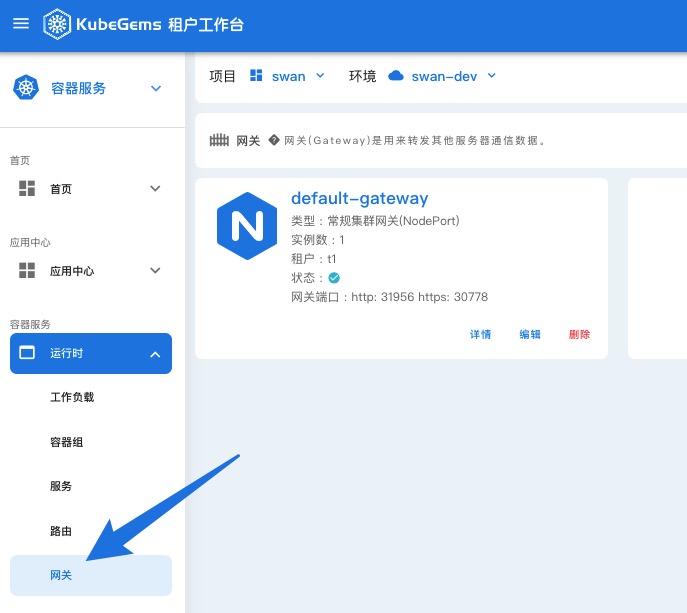 KubeGems 租户工作台
容器服务
项目 swan 环境 swan-dev
网关 网关(Gateway)是用来转发其他服务器通信数据。
首页
首页
应用中心
应用中心
容器服务
运行时
工作负载
容器组
服务
路由
网关
N
default-gateway
类型：常规集群网关(NodePort)
实例数：1
租户：t1
状态：
网关端口：http: 31956 https: 30778
详情 编辑 删除